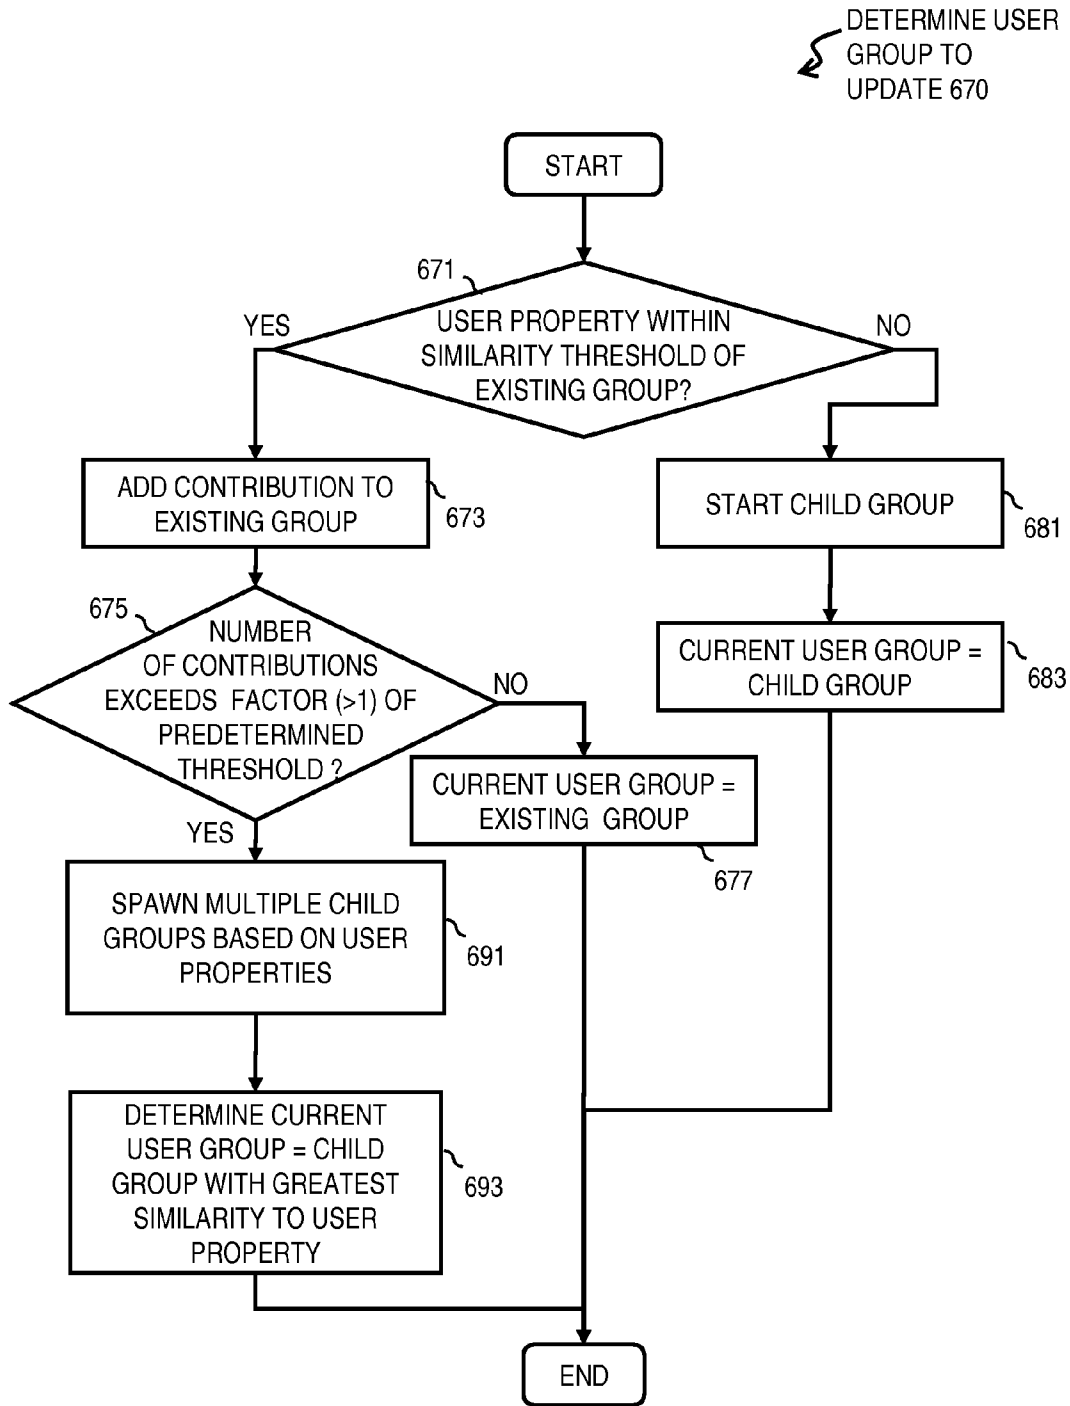 DETERMINE USER
GROUP TO
UPDATE 670
START
671
USER PROPERTY WITHIN
SIMILARITY THRESHOLD OF
EXISTING GROUP?
YES
NO
ADD CONTRIBUTION TO
EXISTING GROUP
673
START CHILD GROUP
681
675
NUMBER
OF CONTRIBUTIONS
EXCEEDS FACTOR (>1) OF
PREDETERMINED
THRESHOLD ?
NO
YES
CURRENT USER GROUP =
CHILD GROUP
683
CURRENT USER GROUP =
EXISTING GROUP
677
SPAWN MULTIPLE CHILD
GROUPS BASED ON USER
PROPERTIES
691
DETERMINE CURRENT
USER GROUP = CHILD
GROUP WITH GREATEST
SIMILARITY TO USER
PROPERTY
693
END